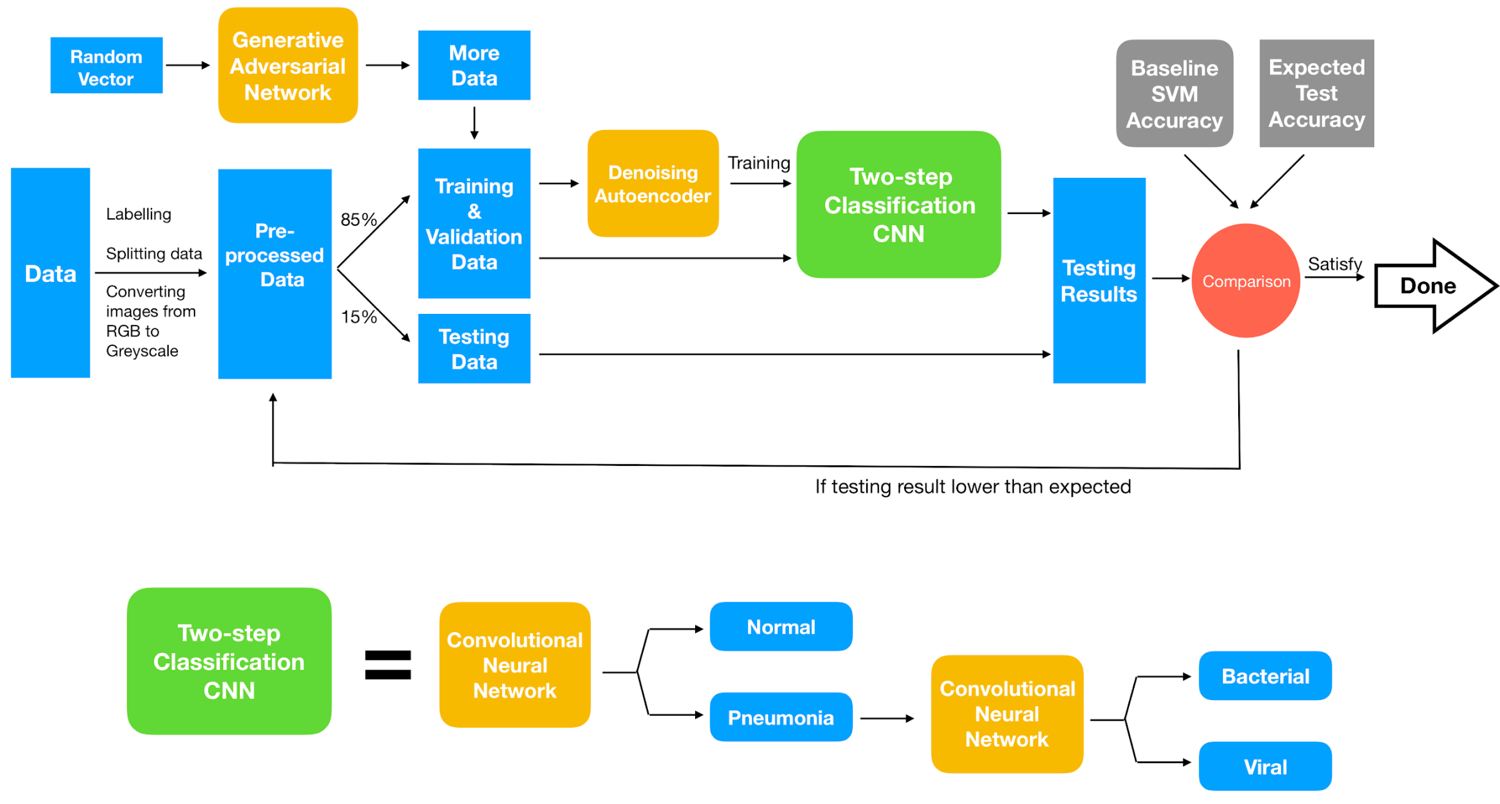 Random
Vector
Generative
Adversarial
Network
More
Data
Baseline
SVM
Accuracy
Expected
Test
Accuracy
Data
Labelling
Splitting data
Converting
images from
RGB to
Greyscale
Pre-
processed
Data
85%
15%
Training
&
Validation
Data
Testing
Data
Denoising
Autoencoder
Training
Two-step
Classification
CNN
Testing
Results
Comparison
Satisfy
Done
If testing result lower than expected
Two-step
Classification
CNN
=
Convolutional
Neural
Network
Normal
Pneumonia
Convolutional
Neural
Network
Bacterial
Viral